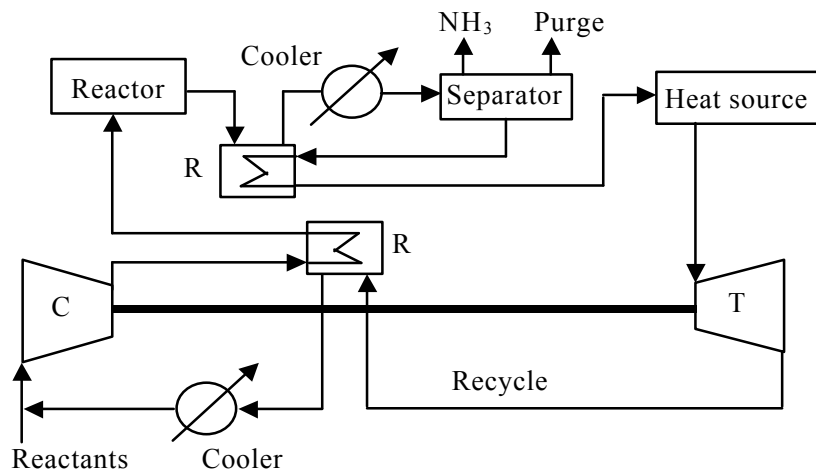 NH₃ Purge
Cooler
Reactor
Separator
Heat source
R
R
C
T
Recycle
Reactants
Cooler